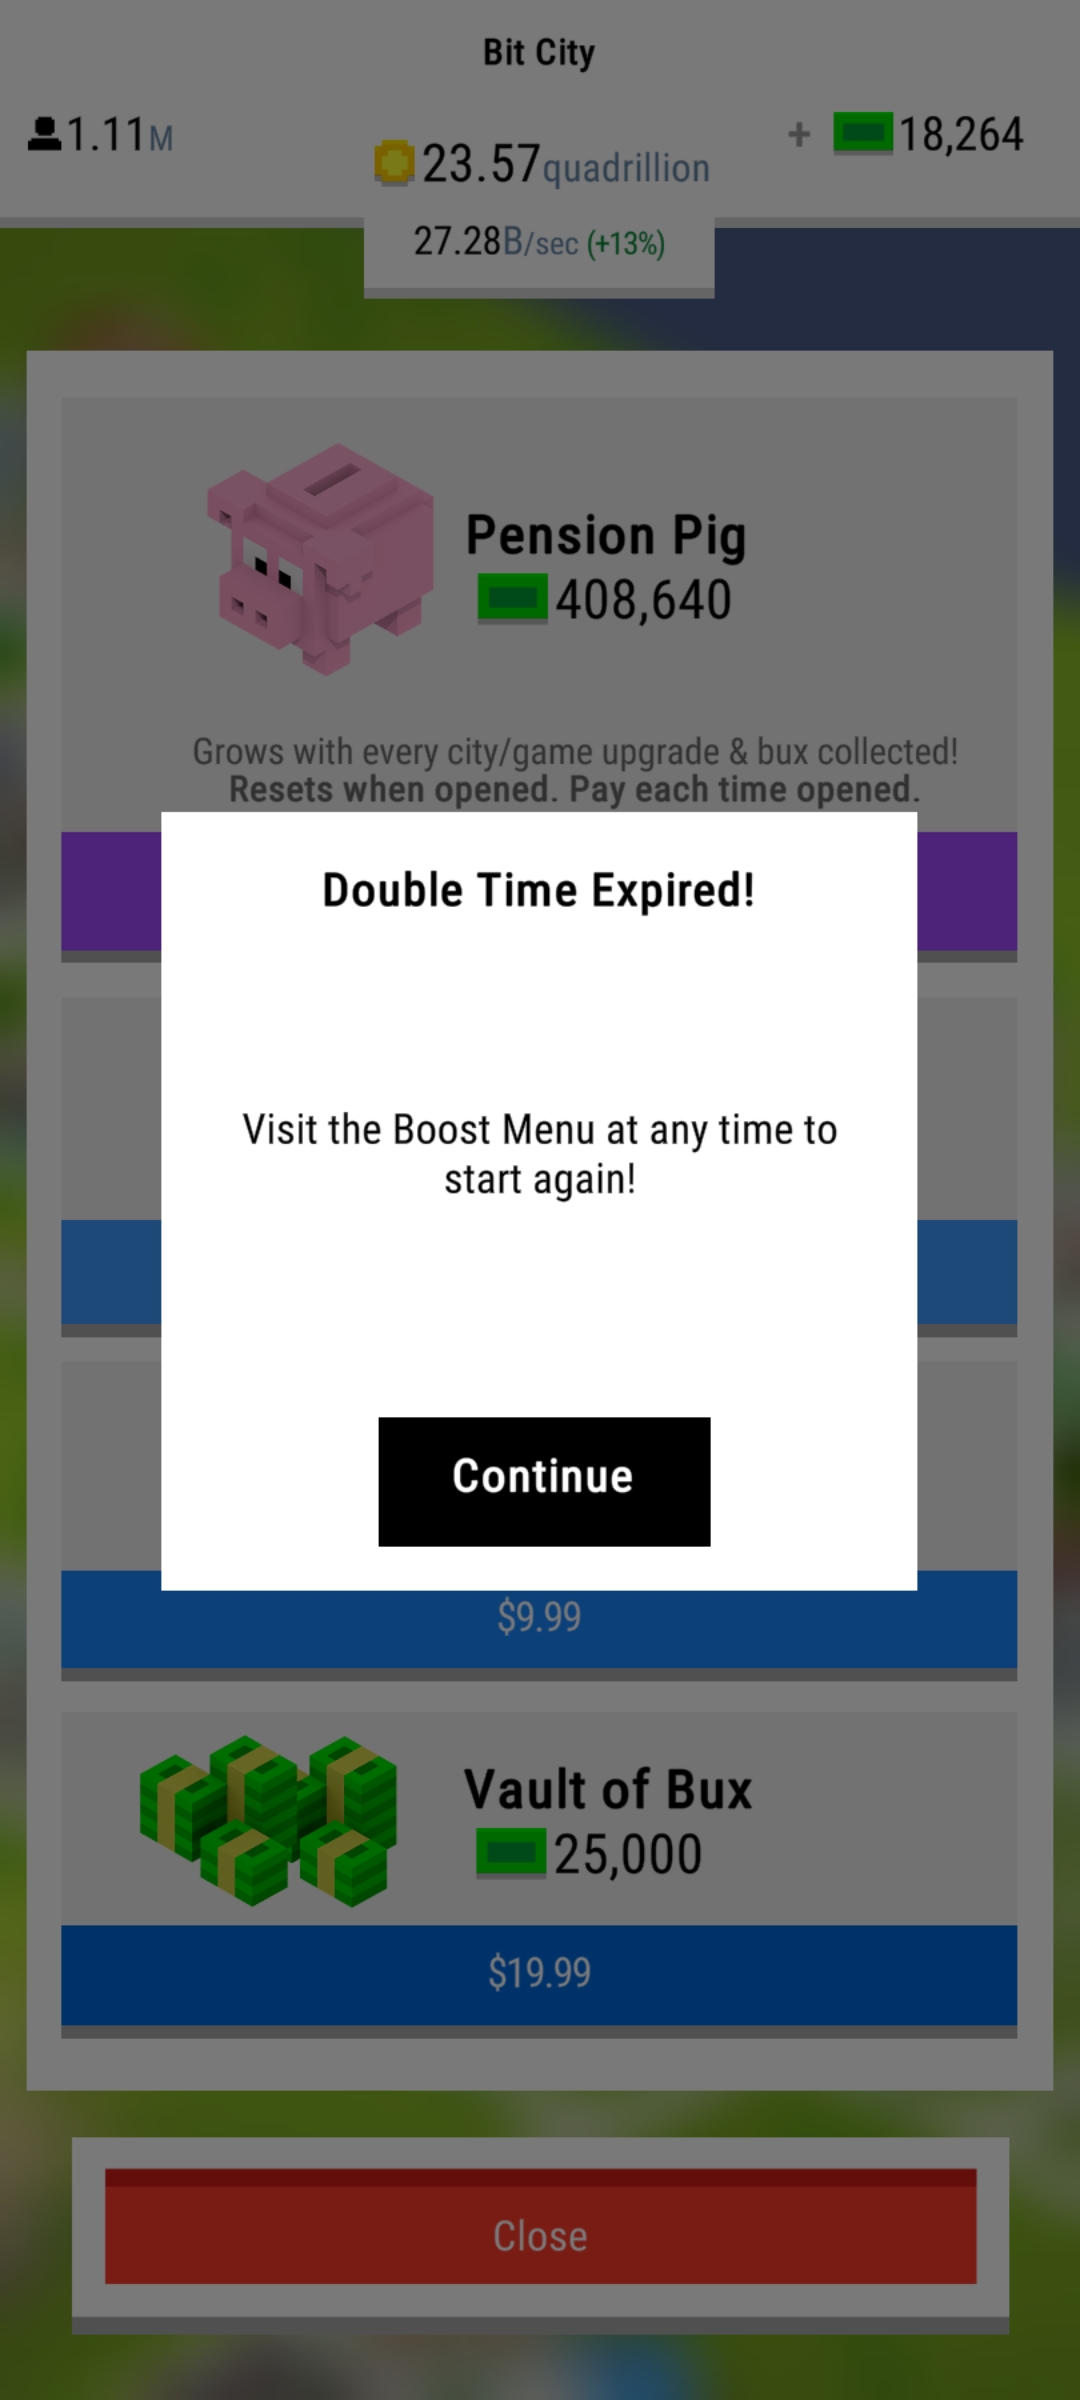 Bit City
1.11M
23.57quadrillion
+ 18,264
27.28B/sec (+13%)
Pension Pig
408,640
Grows with every city/game upgrade & bux collected!
Resets when opened. Pay each time opened.
Double Time Expired!
Visit the Boost Menu at any time to
start again!
Continue
$9.99
Vault of Bux
25,000
$19.99
Close